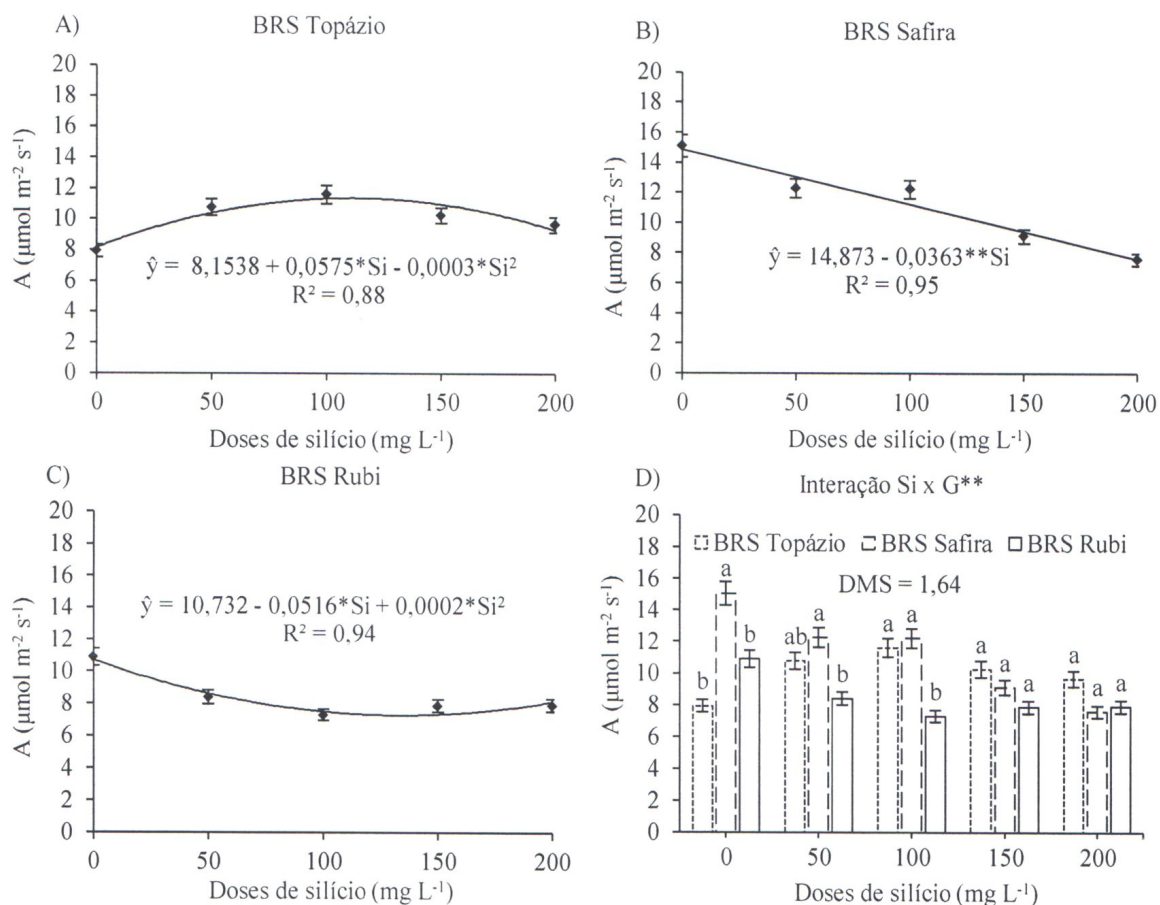 A)
BRS Topázio
20
18
16
14
12
10
8
6
4
2
0
A (µmol m⁻² s⁻¹)
ŷ = 8,1538 + 0,0575*Si - 0,0003*Si²
R² = 0,88
0 50 100 150 200
Doses de silício (mg L⁻¹)
B)
BRS Safira
20
18
16
14
12
10
8
6
4
2
0
A (µmol m⁻² s⁻¹)
ŷ = 14,873 - 0,0363**Si
R² = 0,95
0 50 100 150 200
Doses de silício (mg L⁻¹)
C)
BRS Rubi
20
18
16
14
12
10
8
6
4
2
0
A (µmol m⁻² s⁻¹)
ŷ = 10,732 - 0,0516*Si + 0,0002*Si²
R² = 0,94
0 50 100 150 200
Doses de silício (mg L⁻¹)
D)
Interação Si x G**
20
18
16
14
12
10
8
6
4
2
0
A (µmol m⁻² s⁻¹)
BRS Topázio BRS Safira BRS Rubi
DMS = 1,64
b a b ab a b a a b a a a a a a
0 50 100 150 200
Doses de silício (mg L⁻¹)